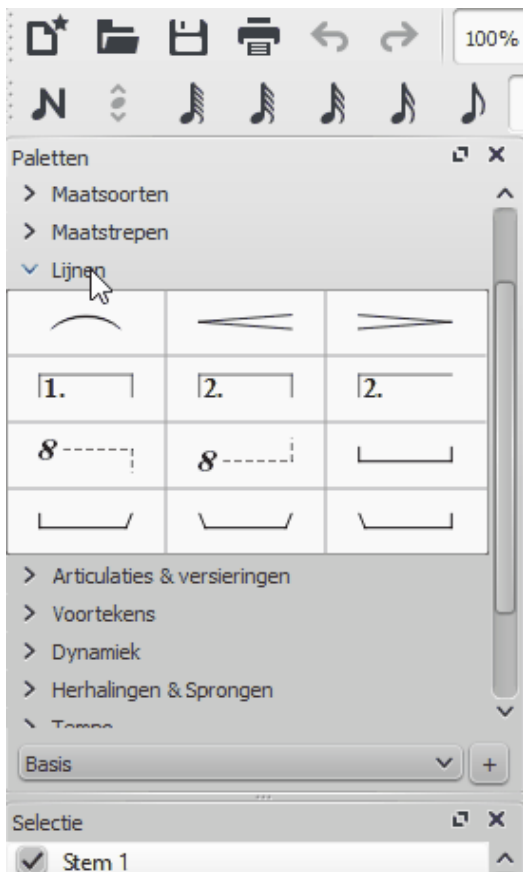 100%
Paletten
Maatsoorten
Maatstrepen
Lijnen
1. 2. 2.
8 8
Articulaties & versieringen
Voortekens
Dynamiek
Herhalingen & Sprongen
Tempo
Basis
Selectie
Stem 1